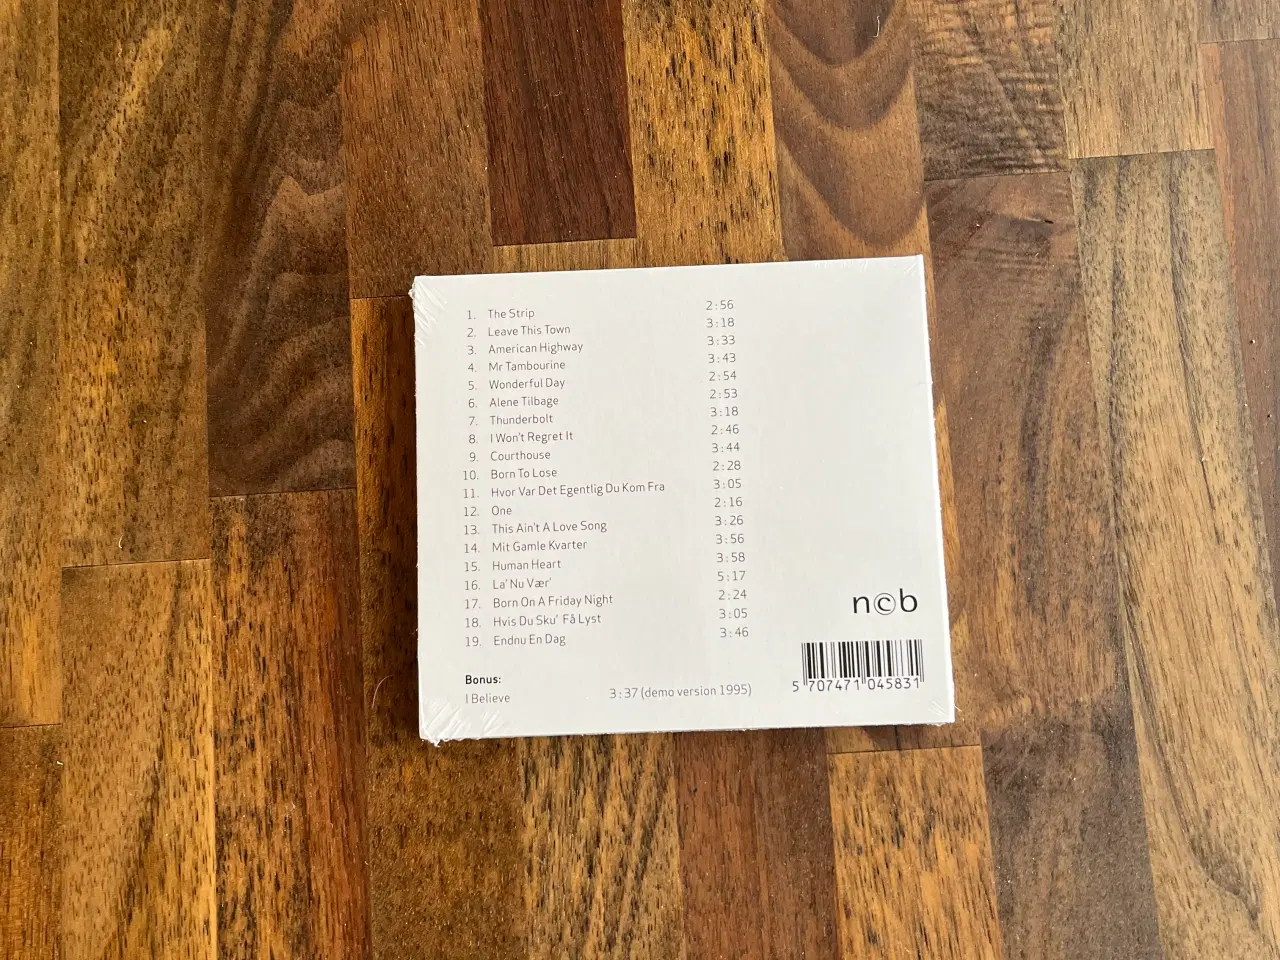 1. The Strip 2:56
2. Leave This Town 3:18
3. American Highway 3:33
4. Mr Tambourine 3:43
5. Wonderful Day 2:54
6. Alene Tilbage 2:53
7. Thunderbolt 3:18
8. I Won't Regret It 2:46
9. Courthouse 3:44
10. Born To Lose 2:28
11. Hvor Var Det Egentlig Du Kom Fra 3:05
12. One 2:16
13. This Ain't A Love Song 3:26
14. Mit Gamle Kvarter 3:56
15. Human Heart 3:58
16. La' Nu Vær' 5:17
17. Born On A Friday Night 2:24
18. Hvis Du Sku' Få Lyst 3:05
19. Endnu En Dag 3:46
n©b
Bonus:
I Believe 3:37 (demo version 1995)
5 707471 045831